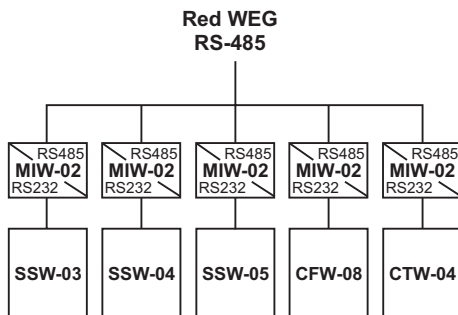 Red WEG
RS-485
RS485 RS485 RS485 RS485 RS485
MIW-02 MIW-02 MIW-02 MIW-02 MIW-02
RS232 RS232 RS232 RS232 RS232
SSW-03 SSW-04 SSW-05 CFW-08 CTW-04